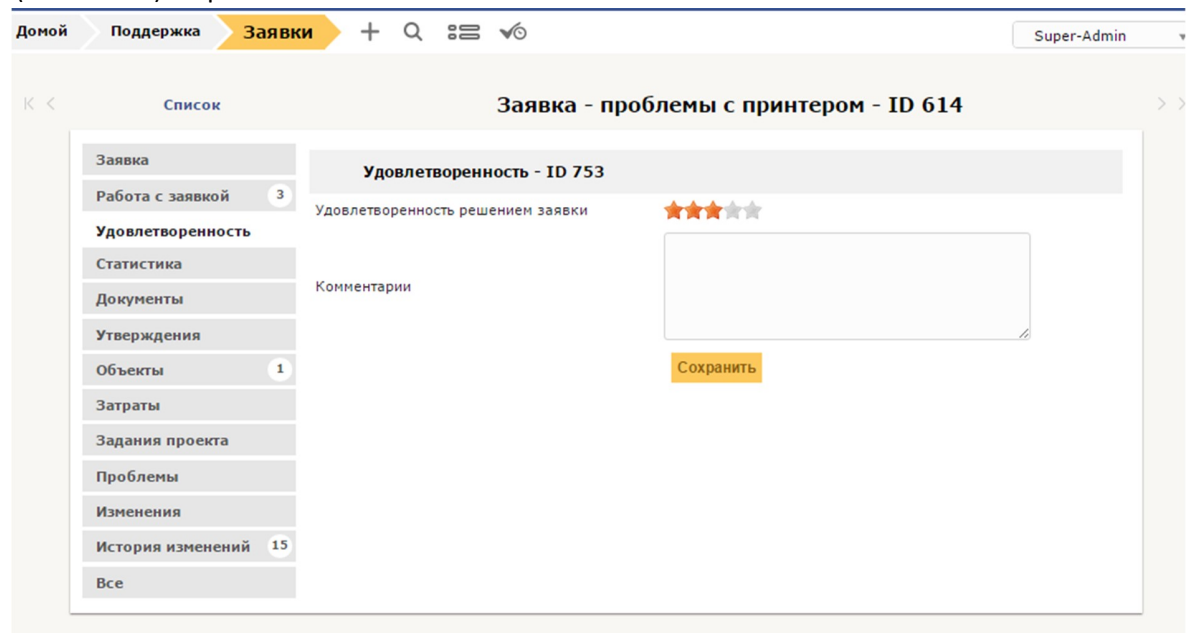 Домой Поддержка Заявки Super-Admin
Список Заявка - проблемы с принтером - ID 614
Заявка
Удовлетворенность - ID 753
Работа с заявкой 3
Удовлетворенность решением заявки
Удовлетворенность
Статистика
Комментарии
Документы
Утверждения
Объекты 1
Сохранить
Затраты
Задания проекта
Проблемы
Изменения
История изменений 15
Все